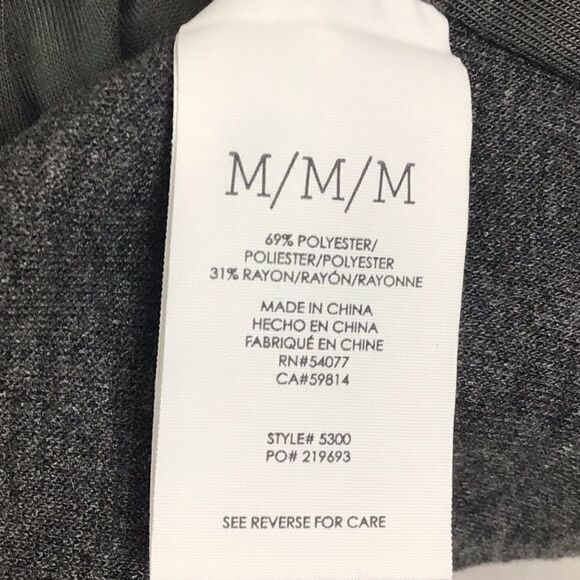 M/M/M
69% POLYESTER/
POLIESTER/POLYESTER
31% RAYON/RAYÓN/RAYONNE
MADE IN CHINA
HECHO EN CHINA
FABRIQUÉ EN CHINE
RN#54077
CA#59814
STYLE# 5300
PO# 219693
SEE REVERSE FOR CARE